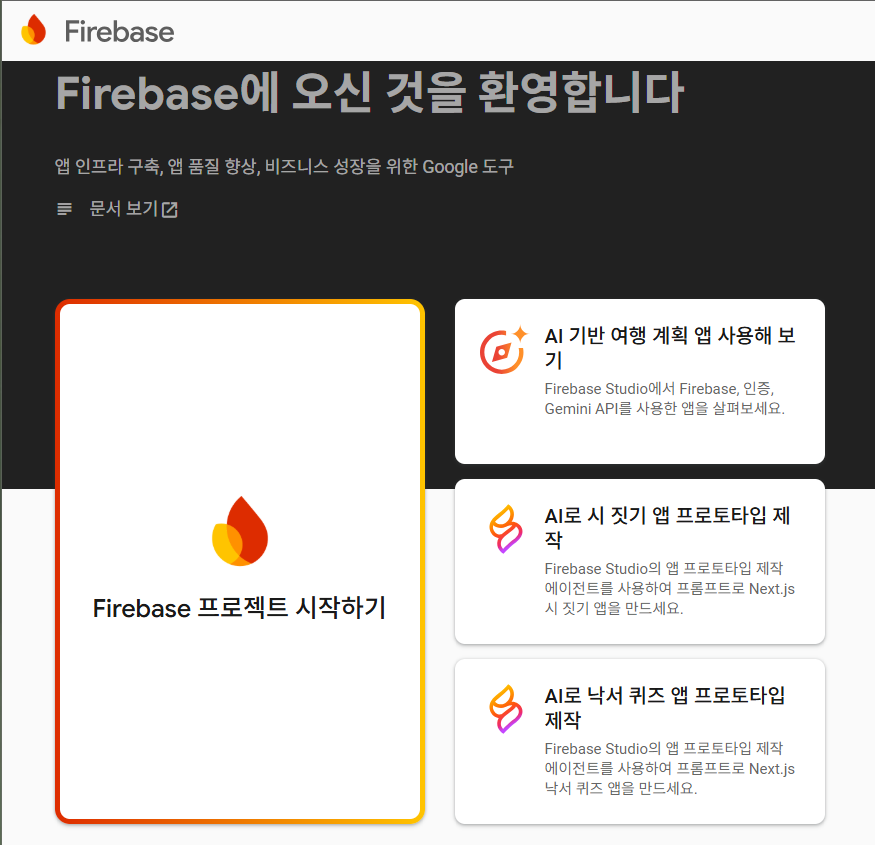 Firebase
Firebase에 오신 것을 환영합니다
앱 인프라 구축, 앱 품질 향상, 비즈니스 성장을 위한 Google 도구
문서 보기
Firebase 프로젝트 시작하기
AI 기반 여행 계획 앱 사용해 보
기
Firebase Studio에서 Firebase, 인증,
Gemini API를 사용한 앱을 살펴보세요.
AI로 시 짓기 앱 프로토타입 제
작
Firebase Studio의 앱 프로토타입 제작
에이전트를 사용하여 프롬프트로 Next.js
시 짓기 앱을 만드세요.
AI로 낙서 퀴즈 앱 프로토타입
제작
Firebase Studio의 앱 프로토타입 제작
에이전트를 사용하여 프롬프트로 Next.js
낙서 퀴즈 앱을 만드세요.